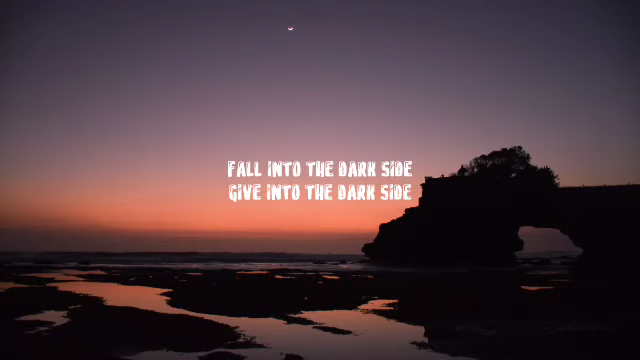 FALL INTO THE DARK SIDE
GIVE INTO THE DARK SIDE